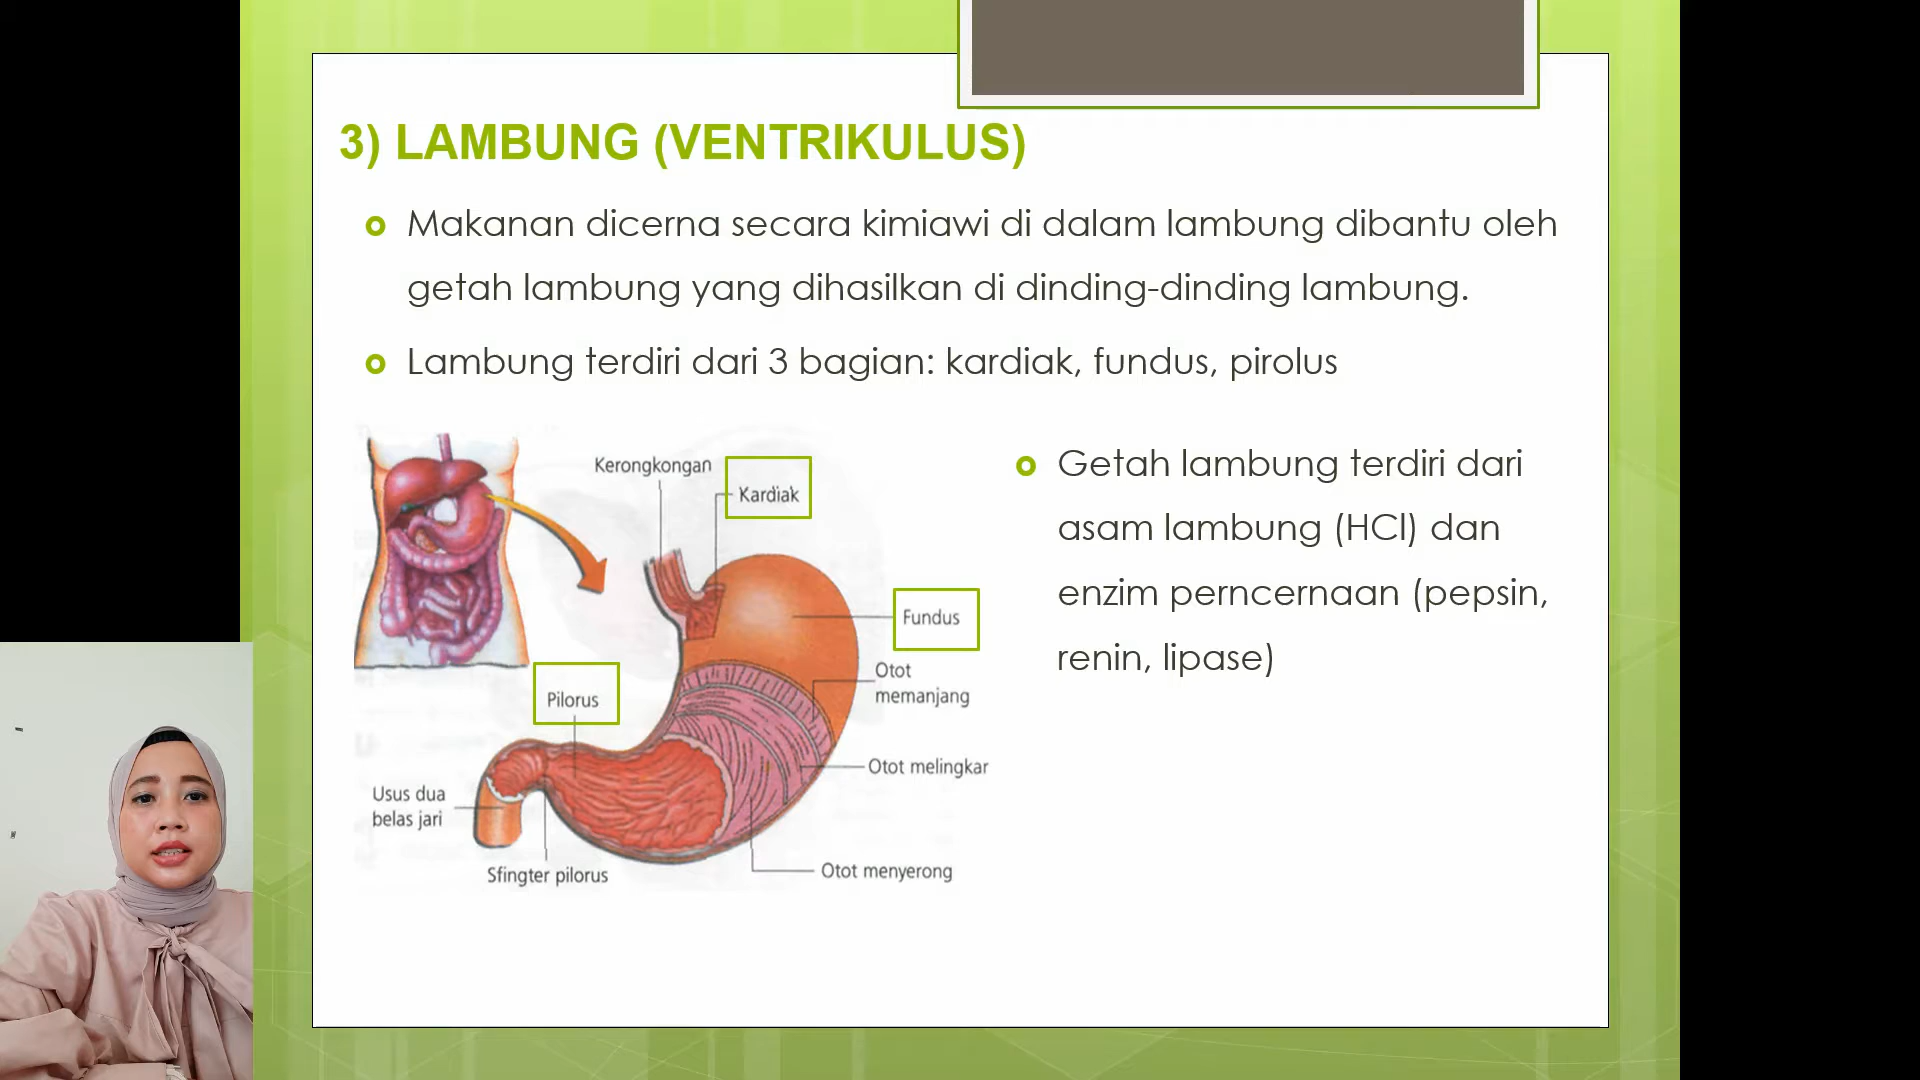 3) LAMBUNG (VENTRIKULUS)
Makanan dicerna secara kimiawi di dalam lambung dibantu oleh
getah lambung yang dihasilkan di dinding-dinding lambung.
Lambung terdiri dari 3 bagian: kardiak, fundus, pirolus
Kerongkongan
Kardiak
Fundus
Otot
memanjang
Pilorus
Otot melingkar
Usus dua
belas jari
Otot menyerong
Sfingter pilorus
Getah lambung terdiri dari
asam lambung (HCl) dan
enzim perncernaan (pepsin,
renin, lipase)